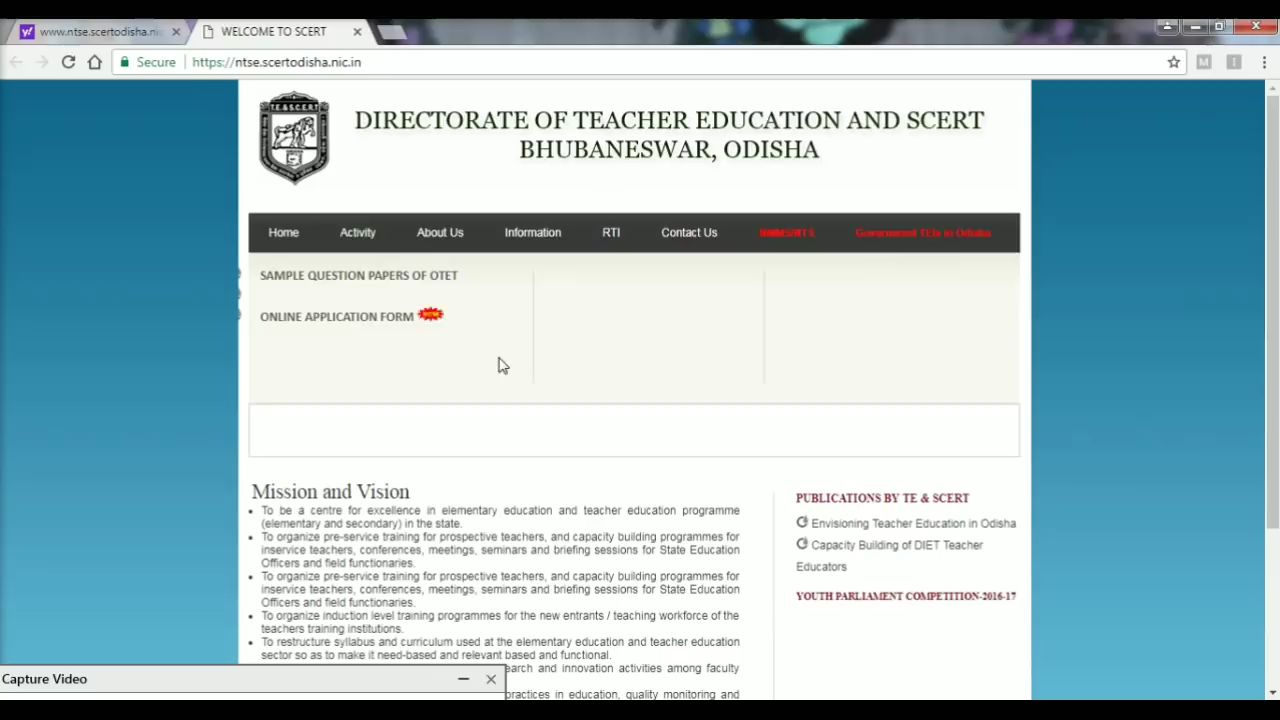 www.ntse.scertodisha.nic
WELCOME TO SCERT
Secure
https://ntse.scertodisha.nic.in
T.E & S.C.E.R.T
DIRECTORATE OF TEACHER EDUCATION AND SCERT
BHUBANESWAR, ODISHA
Home Activity About Us Information RTI Contact Us Government TEIs in Odisha
SAMPLE QUESTION PAPERS OF OTET
ONLINE APPLICATION FORM
Mission and Vision
To be a centre for excellence in elementary education and teacher education programme
(elementary and secondary) in the state.
To organize pre-service training for prospective teachers, and capacity building programmes for
inservice teachers, conferences, meetings, seminars and briefing sessions for State Education
Officers and field functionaries.
To organize pre-service training for prospective teachers, and capacity building programmes for
inservice teachers, conferences, meetings, seminars and briefing sessions for State Education
Officers and field functionaries.
To organize induction level training programmes for the new entrants / teaching workforce of the
teachers training institutions.
To restructure syllabus and curriculum used at the elementary education and teacher education
sector so as to make it need-based and relevant based and functional.
earch and innovation activities among faculty
practices in education, quality monitoring and
PUBLICATIONS BY TE & SCERT
Envisioning Teacher Education in Odisha
Capacity Building of DIET Teacher
Educators
YOUTH PARLIAMENT COMPETITION-2016-17
Capture Video